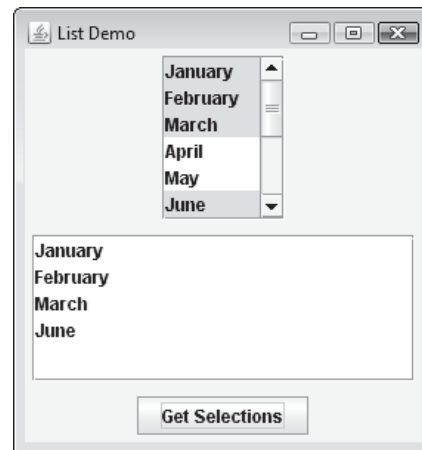 List Demo
January
February
March
April
May
June
January
February
March
June
Get Selections